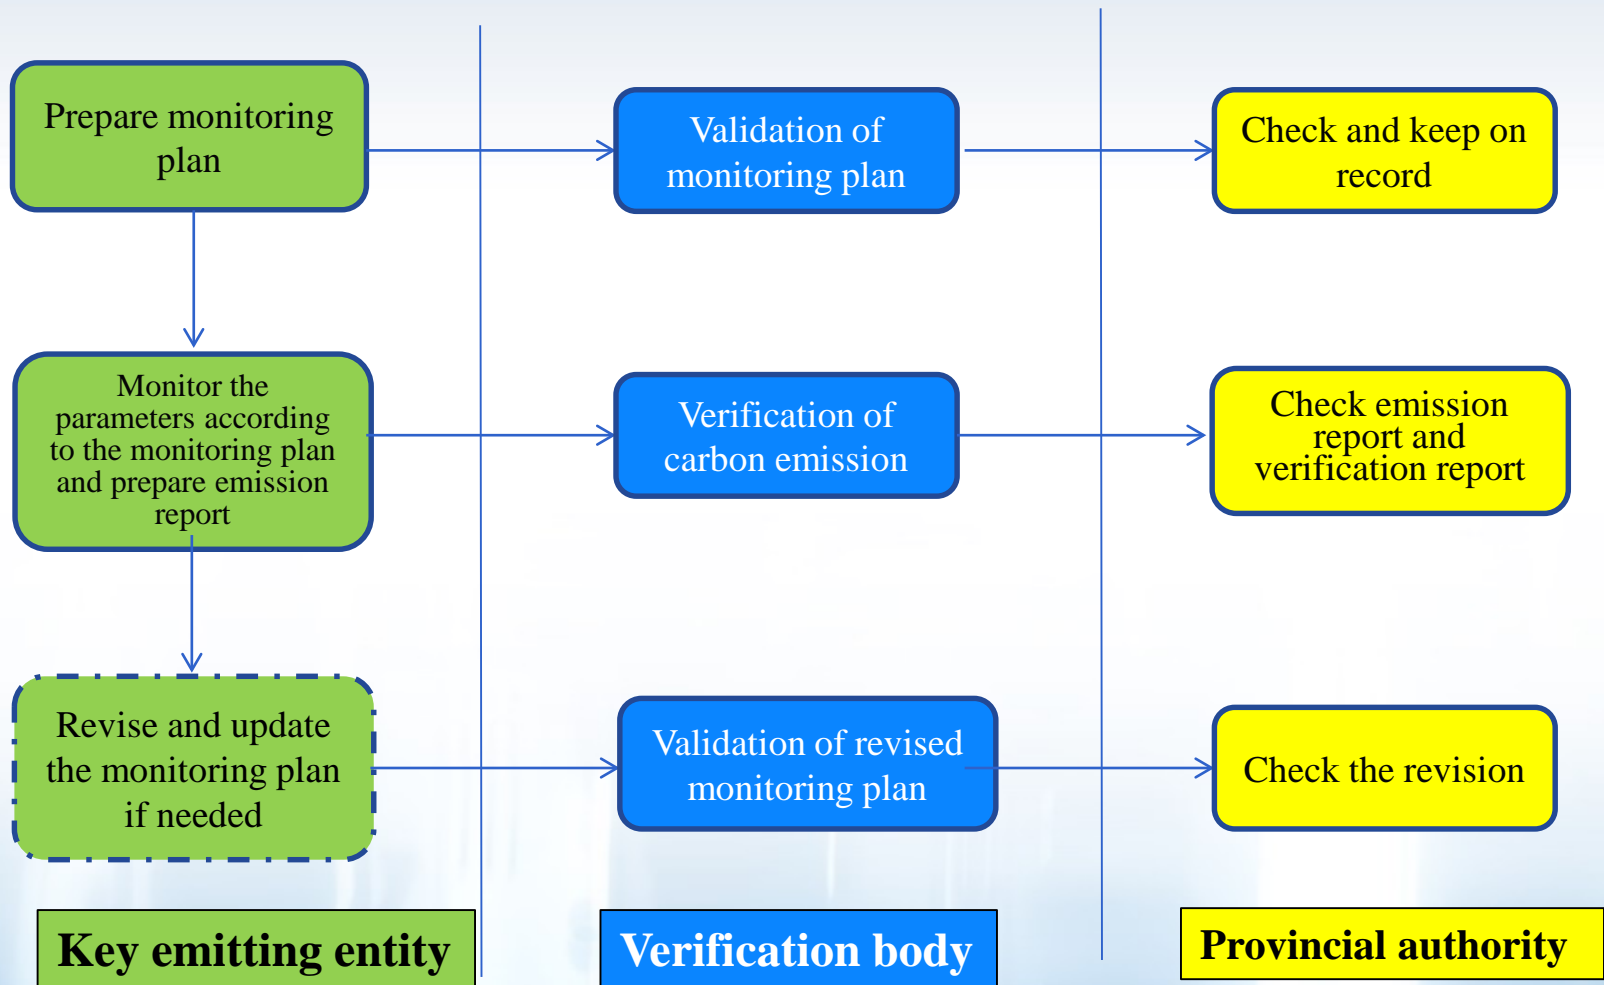 Prepare monitoring
plan
Validation of
monitoring plan
Check and keep on
record
Monitor the
parameters according
to the monitoring plan
and prepare emission
report
Verification of
carbon emission
Check emission
report and
verification report
Revise and update
the monitoring plan
if needed
Validation of revised
monitoring plan
Check the revision
Key emitting entity
Verification body
Provincial authority